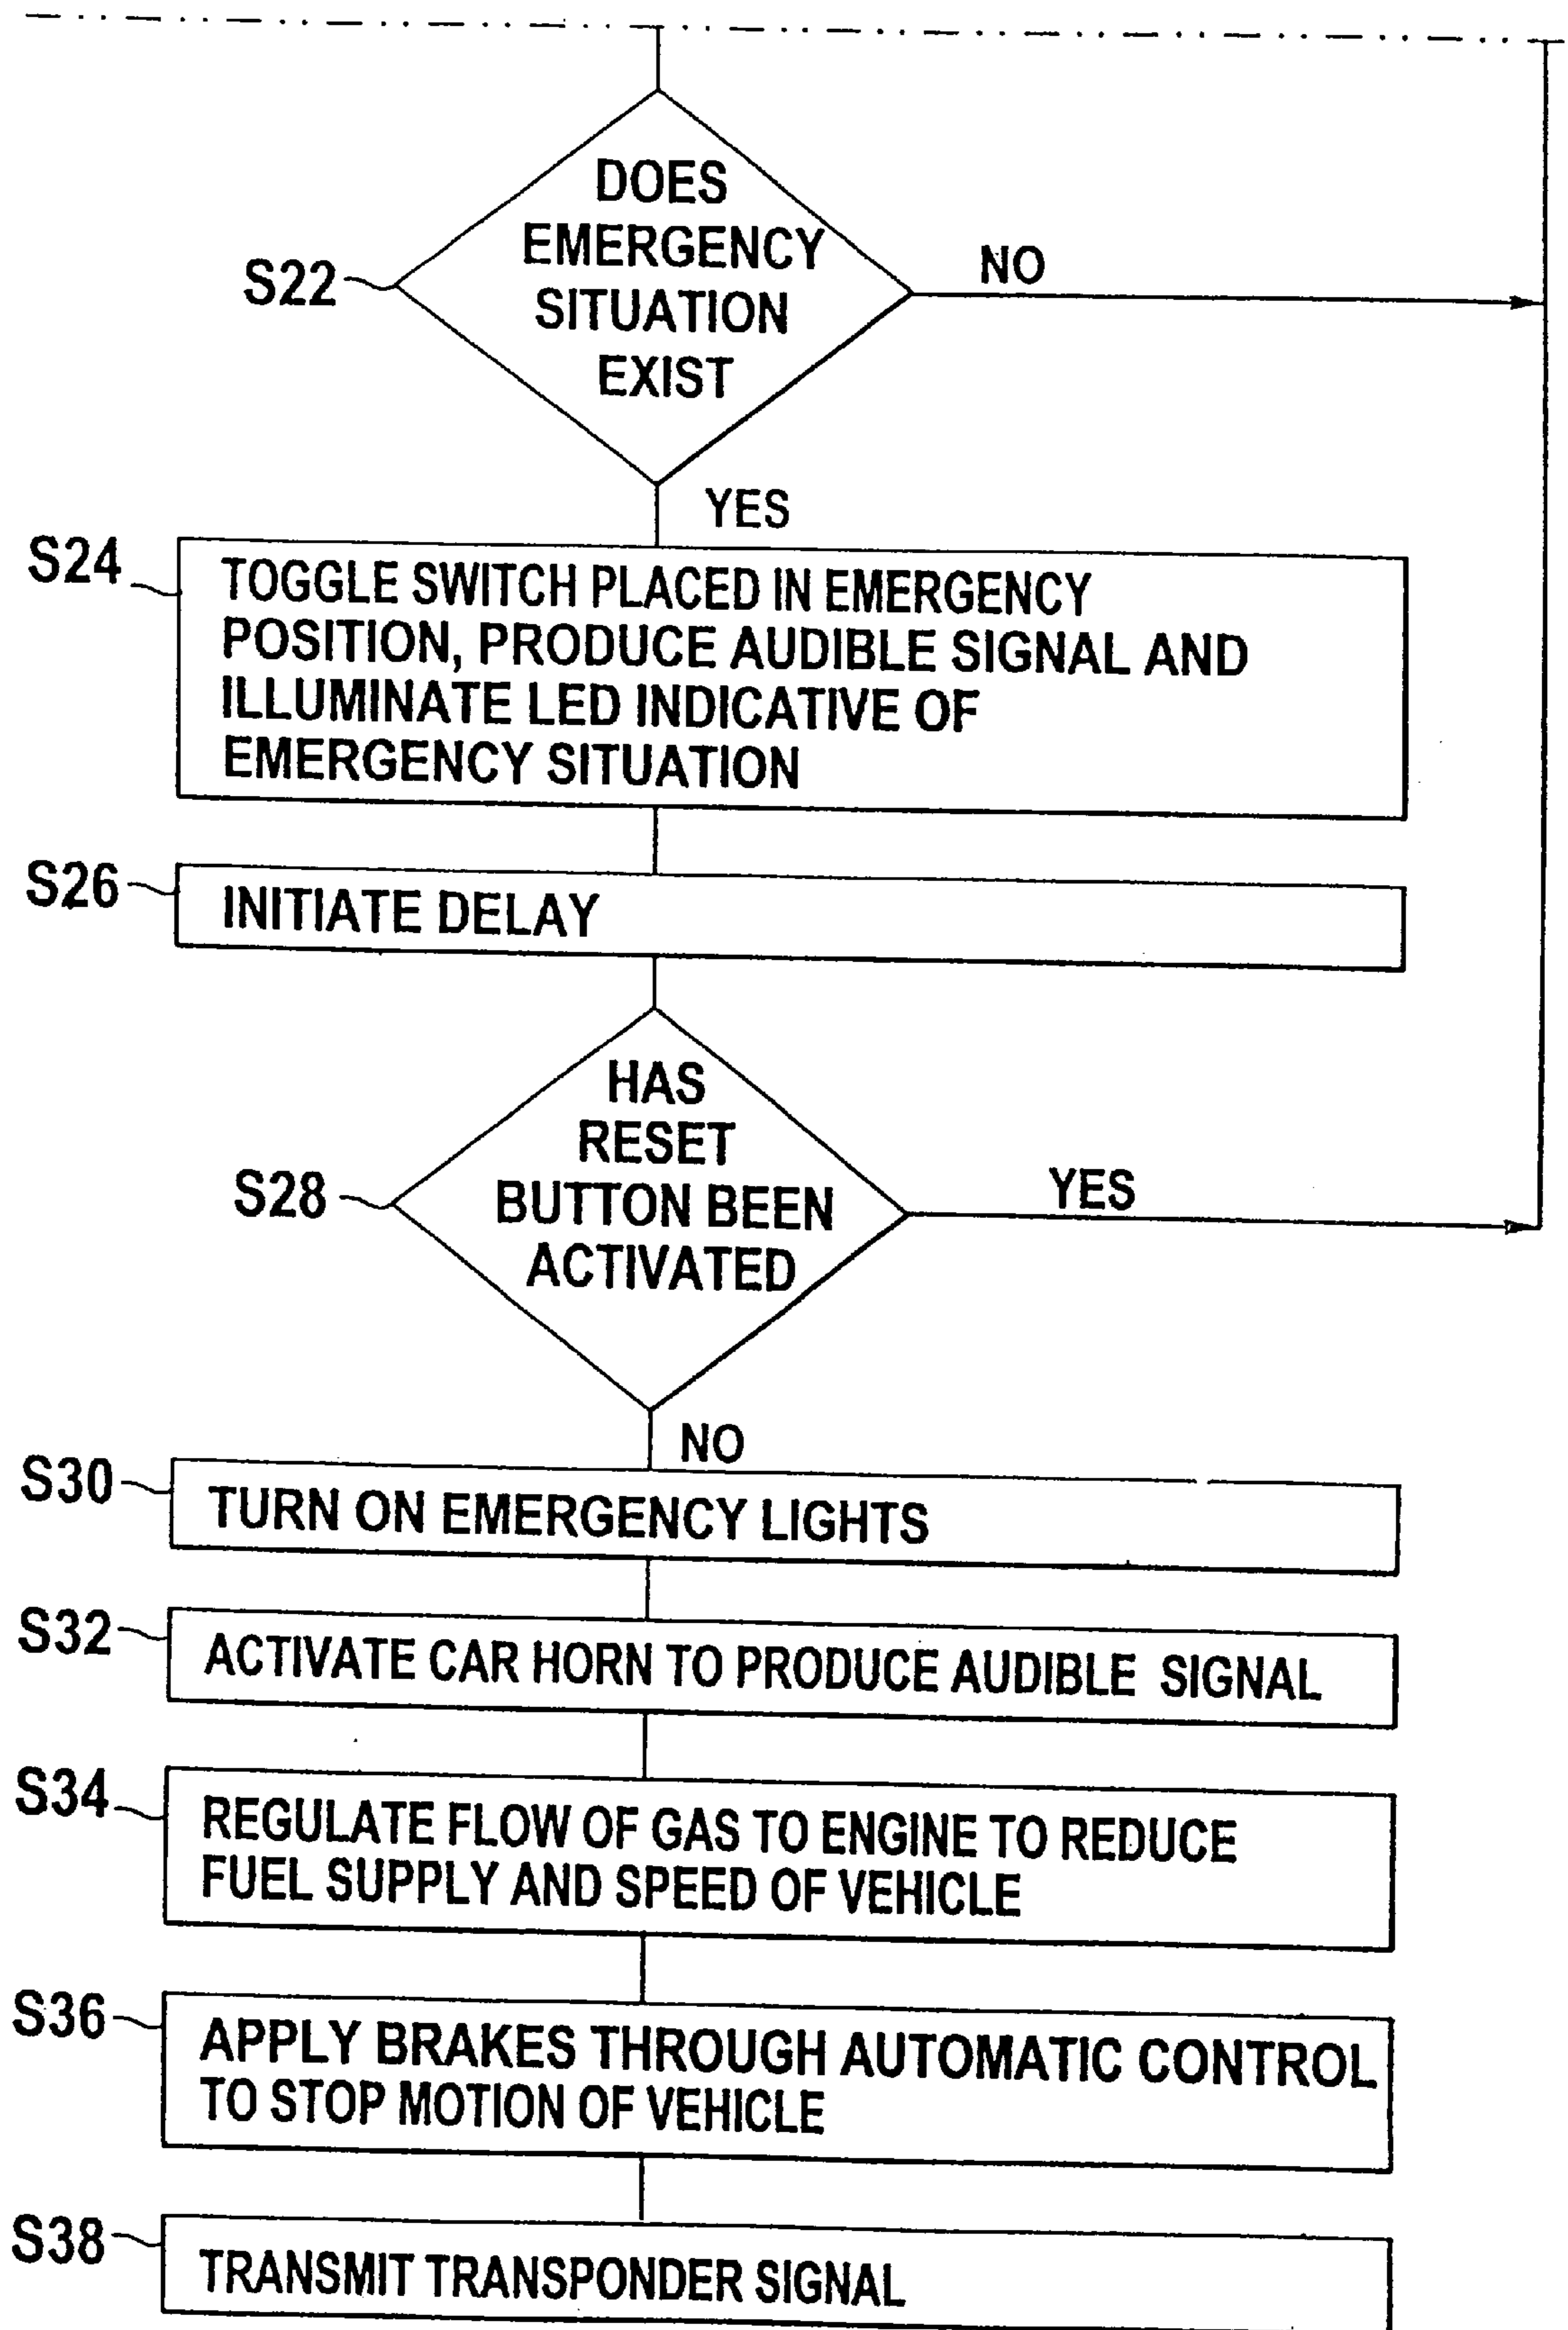 DOES
EMERGENCY
SITUATION
EXIST
S22
NO
YES
S24
TOGGLE SWITCH PLACED IN EMERGENCY
POSITION, PRODUCE AUDIBLE SIGNAL AND
ILLUMINATE LED INDICATIVE OF
EMERGENCY SITUATION
S26
INITIATE DELAY
HAS
RESET
BUTTON BEEN
ACTIVATED
S28
YES
NO
S30
TURN ON EMERGENCY LIGHTS
S32
ACTIVATE CAR HORN TO PRODUCE AUDIBLE SIGNAL
S34
REGULATE FLOW OF GAS TO ENGINE TO REDUCE
FUEL SUPPLY AND SPEED OF VEHICLE
S36
APPLY BRAKES THROUGH AUTOMATIC CONTROL
TO STOP MOTION OF VEHICLE
S38
TRANSMIT TRANSPONDER SIGNAL